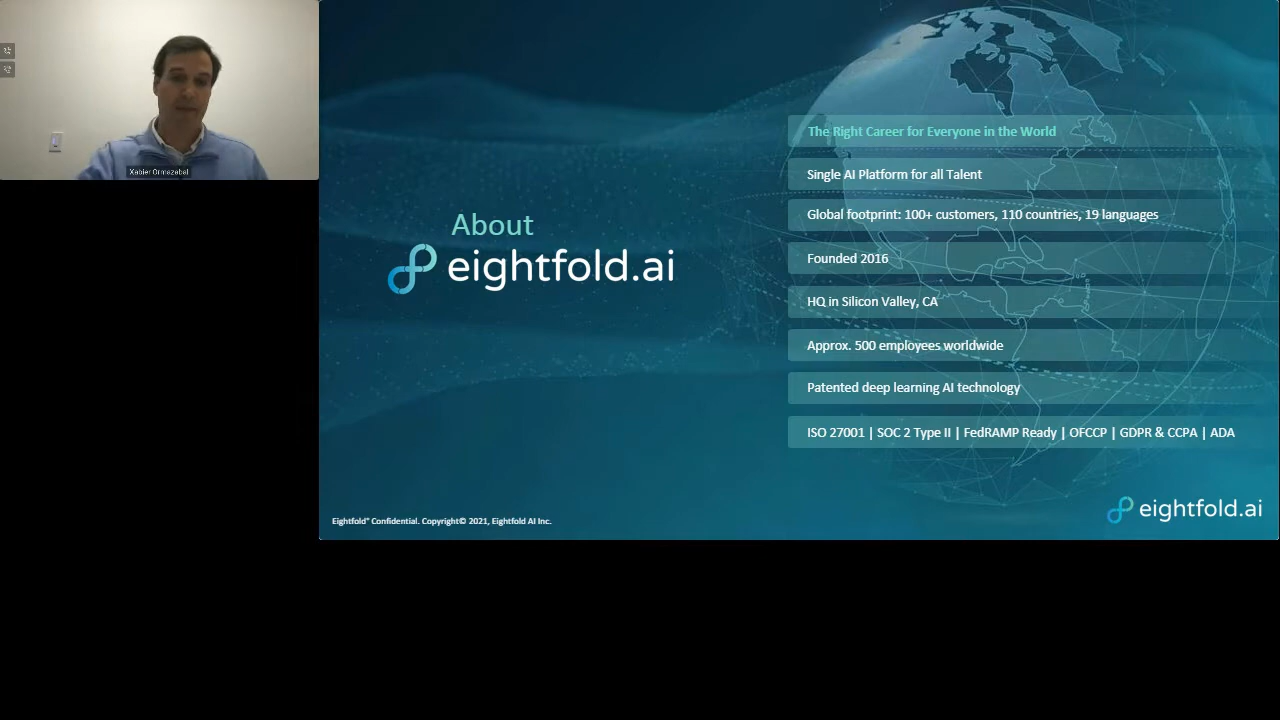 Xabier Ormazabal
About
eightfold.ai
The Right Career for Everyone in the World
Single AI Platform for all Talent
Global footprint: 100+ customers, 110 countries, 19 languages
Founded 2016
HQ in Silicon Valley, CA
Approx. 500 employees worldwide
Patented deep learning AI technology
ISO 27001 | SOC 2 Type II | FedRAMP Ready | OFCCP | GDPR & CCPA | ADA
Eightfold® Confidential. Copyright© 2021, Eightfold AI Inc.
eightfold.ai